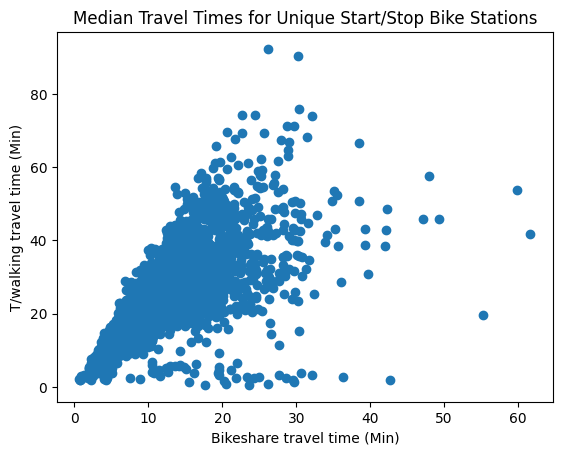 Median Travel Times for Unique Start/Stop Bike Stations
T/walking travel time (Min)
80
60
40
20
0
0 10 20 30 40 50 60
Bikeshare travel time (Min)